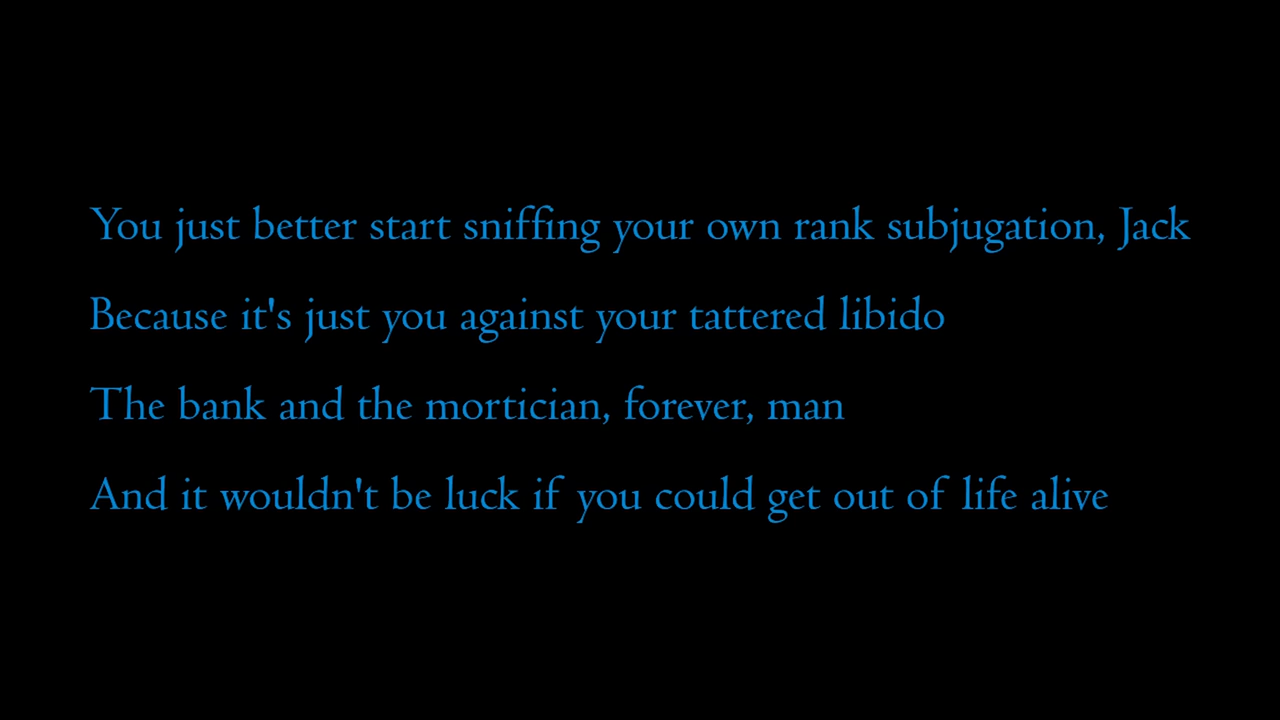 You just better start sniffing your own rank subjugation, Jack
Because it's just you against your tattered libido
The bank and the mortician, forever, man
And it wouldn't be luck if you could get out of life alive